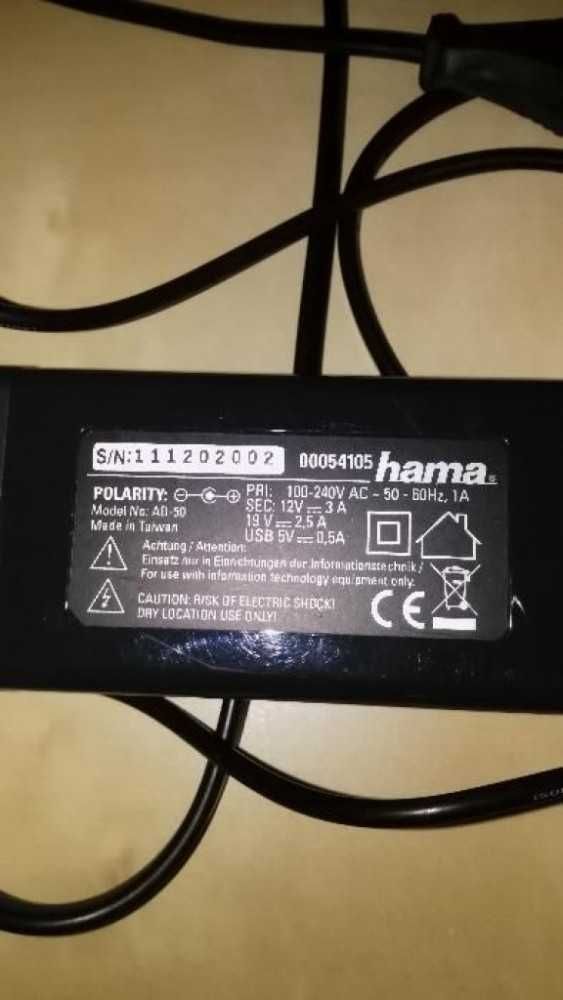 S/N:111202002 00054105 hama®
POLARITY: PRI: 100-240V AC ~ 50 - 60Hz, 1A
Model No: AD-50 SEC: 12V ⎓ 3 A
Made in Taiwan 19 V ⎓ 2,5 A
USB 5V ⎓ 0,5A
Achtung / Attention:
Einsatz nur in Einrichtungen der Informationstechnik /
For use with information technology equipment only.
CAUTION: RISK OF ELECTRIC SHOCK!
DRY LOCATION USE ONLY!
CE